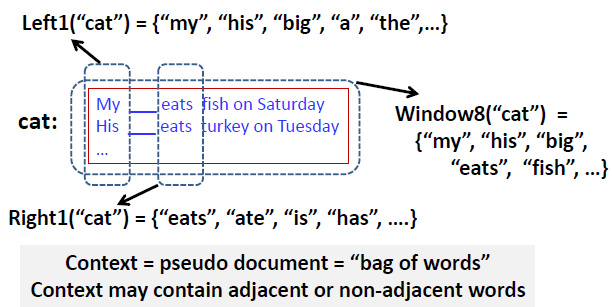 Left1(“cat”) = {“my”, “his”, “big”, “a”, “the”,…}
cat:
My ___ eats fish on Saturday
His ___ eats turkey on Tuesday
…
Window8(“cat”) =
{“my”, “his”, “big”,
“eats”, “fish”, …}
Right1(“cat”) = {“eats”, “ate”, “is”, “has”, ….}
Context = pseudo document = “bag of words”
Context may contain adjacent or non-adjacent words